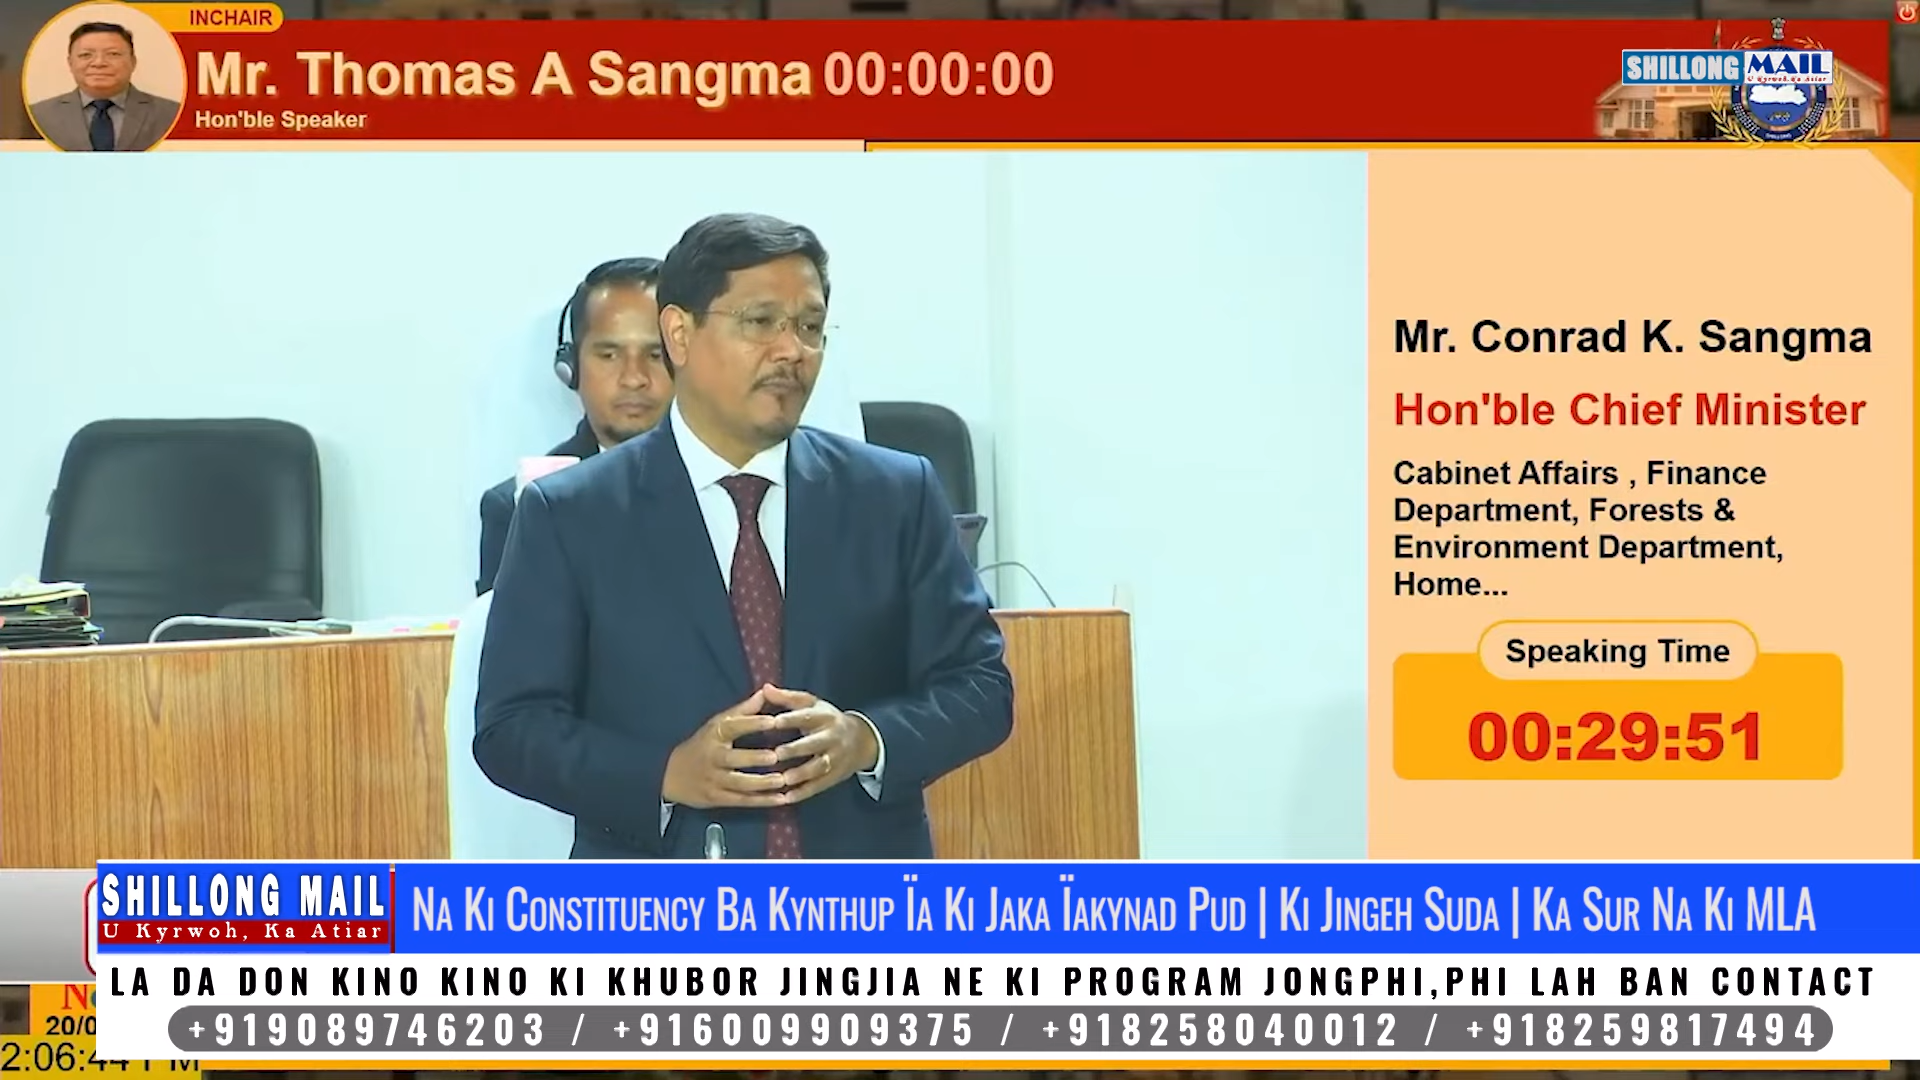 INCHAIR
Mr. Thomas A Sangma 00:00:00
Hon'ble Speaker
SHILLONG MAIL
U Kyrwoh, Ka Atiar
Mr. Conrad K. Sangma
Hon'ble Chief Minister
Cabinet Affairs , Finance
Department, Forests &
Environment Department,
Home...
Speaking Time
00:29:51
SHILLONG MAIL
U Kyrwoh, Ka Atiar
Na Ki Constituency Ba Kynthup Ïa Ki Jaka Ïakynad Pud | Ki Jingeh Suda | Ka Sur Na Ki MLA
LA DA DON KINO KINO KI KHUBOR JINGJIA NE KI PROGRAM JONGPHI,PHI LAH BAN CONTACT
+919089746203 / +916009909375 / +918258040012 / +918259817494